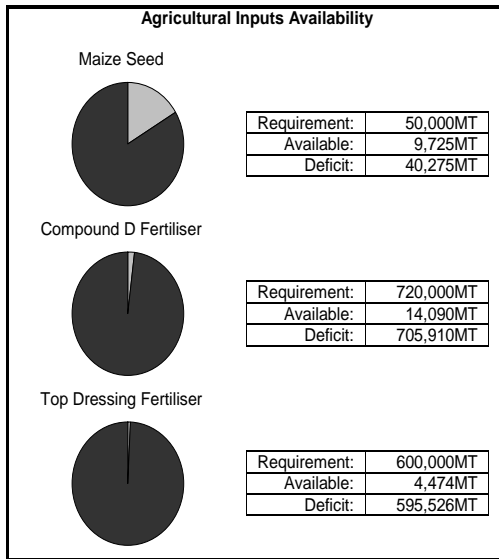 Agricultural Inputs Availability
Maize Seed
Requirement: 50,000MT
Available: 9,725MT
Deficit: 40,275MT
Compound D Fertiliser
Requirement: 720,000MT
Available: 14,090MT
Deficit: 705,910MT
Top Dressing Fertiliser
Requirement: 600,000MT
Available: 4,474MT
Deficit: 595,526MT